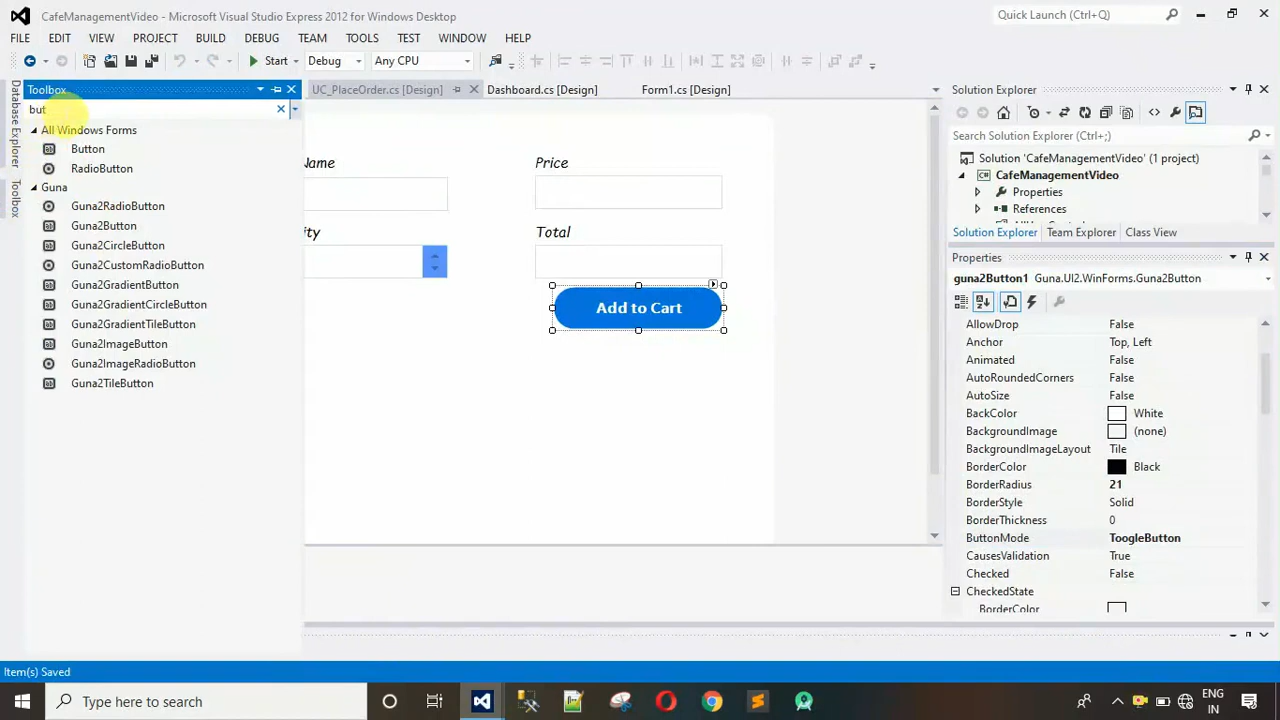 CafeManagementVideo - Microsoft Visual Studio Express 2012 for Windows Desktop
Quick Launch (Ctrl+Q)
FILE EDIT VIEW PROJECT BUILD DEBUG TEAM TOOLS TEST WINDOW HELP
Start Debug Any CPU
Database Explorer
Toolbox
Toolbox
but
All Windows Forms
Button
RadioButton
Guna
Guna2RadioButton
Guna2Button
Guna2CircleButton
Guna2CustomRadioButton
Guna2GradientButton
Guna2GradientCircleButton
Guna2GradientTileButton
Guna2ImageButton
Guna2ImageRadioButton
Guna2TileButton
UC_PlaceOrder.cs [Design] Dashboard.cs [Design] Form1.cs [Design]
Name Price
ity Total
Add to Cart
Solution Explorer
Search Solution Explorer (Ctrl+;)
Solution 'CafeManagementVideo' (1 project)
CafeManagementVideo
Properties
References
Solution Explorer Team Explorer Class View
Properties
guna2Button1 Guna.UI2.WinForms.Guna2Button
AllowDrop False
Anchor Top, Left
Animated False
AutoRoundedCorners False
AutoSize False
BackColor White
BackgroundImage (none)
BackgroundImageLayout Tile
BorderColor Black
BorderRadius 21
BorderStyle Solid
BorderThickness 0
ButtonMode ToogleButton
CausesValidation True
Checked False
CheckedState
BorderColor
Item(s) Saved
Type here to search
ENG
IN